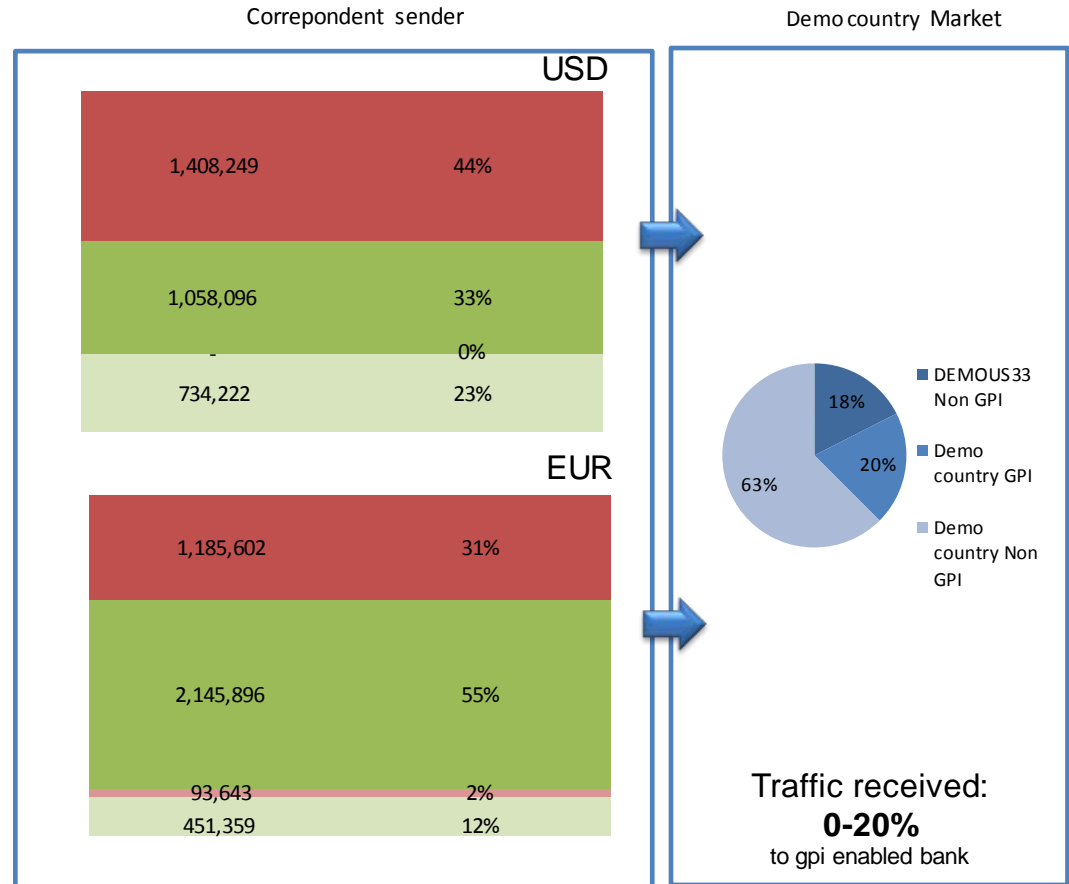 Correpondent sender
Demo country Market
USD
1,408,249 44%
1,058,096 33%
- 0%
734,222 23%
EUR
1,185,602 31%
2,145,896 55%
93,643 2%
451,359 12%
18%
20%
63%
DEMOUS33
Non GPI
Demo
country GPI
Demo
country Non
GPI
Traffic received:
0-20%
to gpi enabled bank